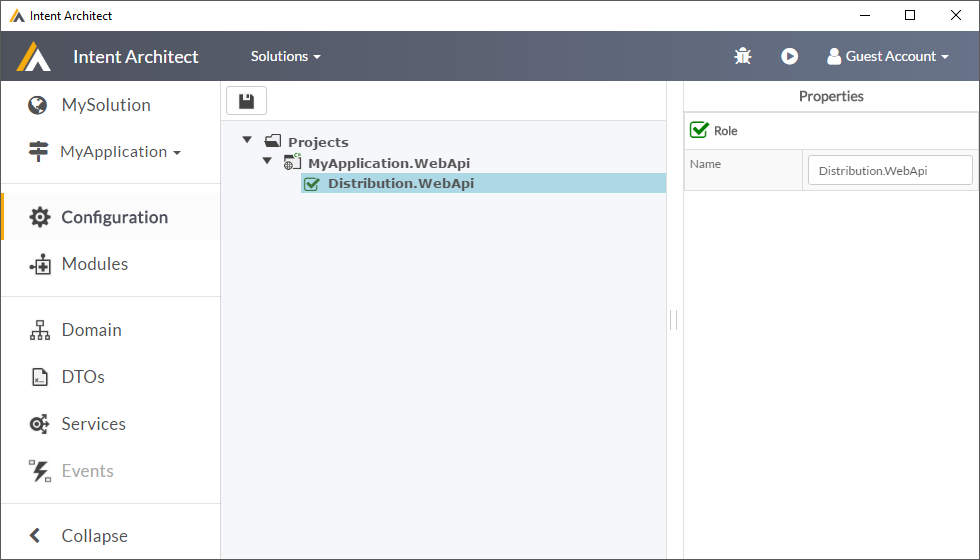 Intent Architect
Intent Architect
Solutions
Guest Account
MySolution
MyApplication
Configuration
Modules
Domain
DTOs
Services
Events
Collapse
Projects
MyApplication.WebApi
Distribution.WebApi
Properties
Role
Name
Distribution.WebApi